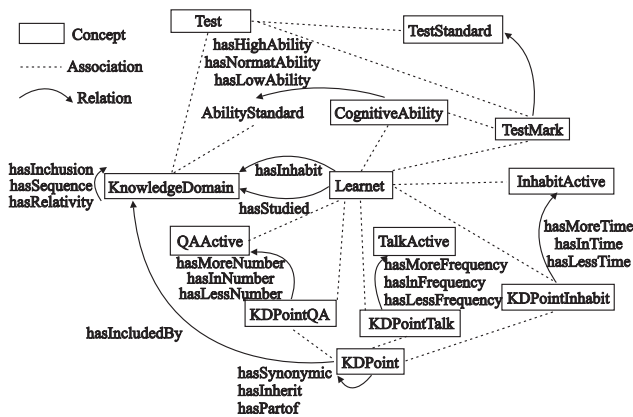 Concept
Association
Relation
Test
TestStandard
hasHighAbility
hasNormatAbility
hasLowAbility
AbilityStandard
CognitiveAbility
TestMark
hasInchusion
hasSequence
hasRelativity
KnowledgeDomain
hasInhabit
Learnet
InhabitActive
hasStudied
QAActive
TalkActive
hasMoreTime
hasInTime
hasLessTime
hasMoreNumber
hasInNumber
hasLessNumber
hasMoreFrequency
hasInFrequency
hasLessFrequency
KDPointQA
KDPointTalk
KDPointInhabit
hasIncludedBy
KDPoint
hasSynonymic
hasInherit
hasPartof